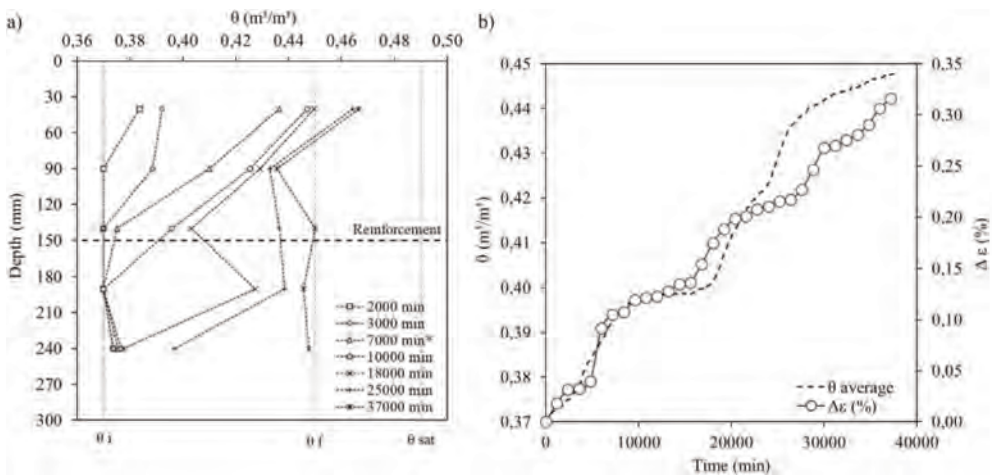 a)
θ (m³/m³)
0,36 0,38 0,40 0,42 0,44 0,46 0,48 0,50
0
30
60
90
120
150
180
210
240
270
300
Depth (mm)
Reinforcement
2000 min
3000 min
7000 min*
10000 min
18000 min
25000 min
37000 min
θ i
θ f
θ sat
b)
0,45
0,44
0,43
0,42
0,41
0,40
0,39
0,38
0,37
θ (m³/m³)
0,35
0,30
0,25
0,20
0,15
0,10
0,05
0,00
Δ ε (%)
θ average
Δε (%)
0 10000 20000 30000 40000
Time (min)